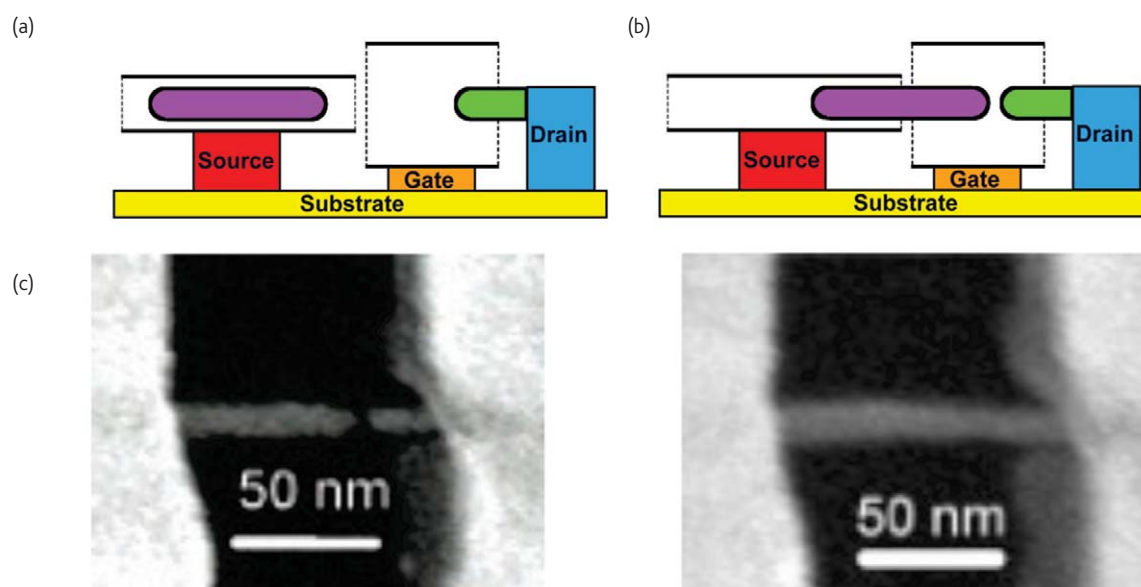 (a)
(b)
Source
Gate
Drain
Substrate
Source
Gate
Drain
Substrate
(c)
50 nm
50 nm